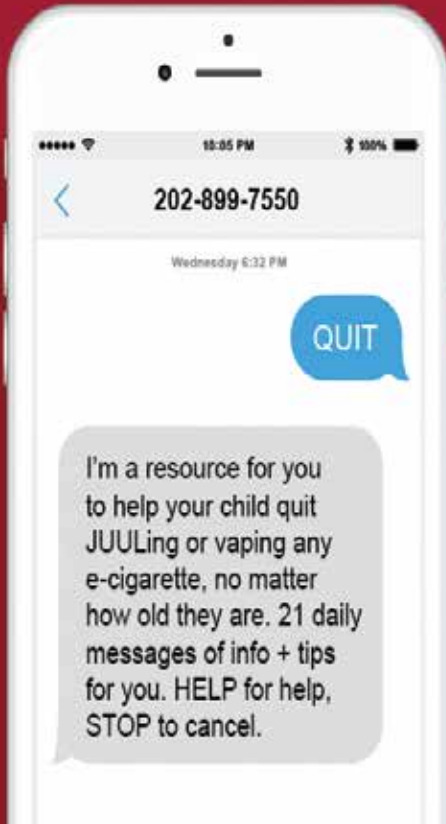 10:05 PM
100%
202-899-7550
Wednesday 6:32 PM
QUIT
I'm a resource for you
to help your child quit
JUULing or vaping any
e-cigarette, no matter
how old they are. 21 daily
messages of info + tips
for you. HELP for help,
STOP to cancel.